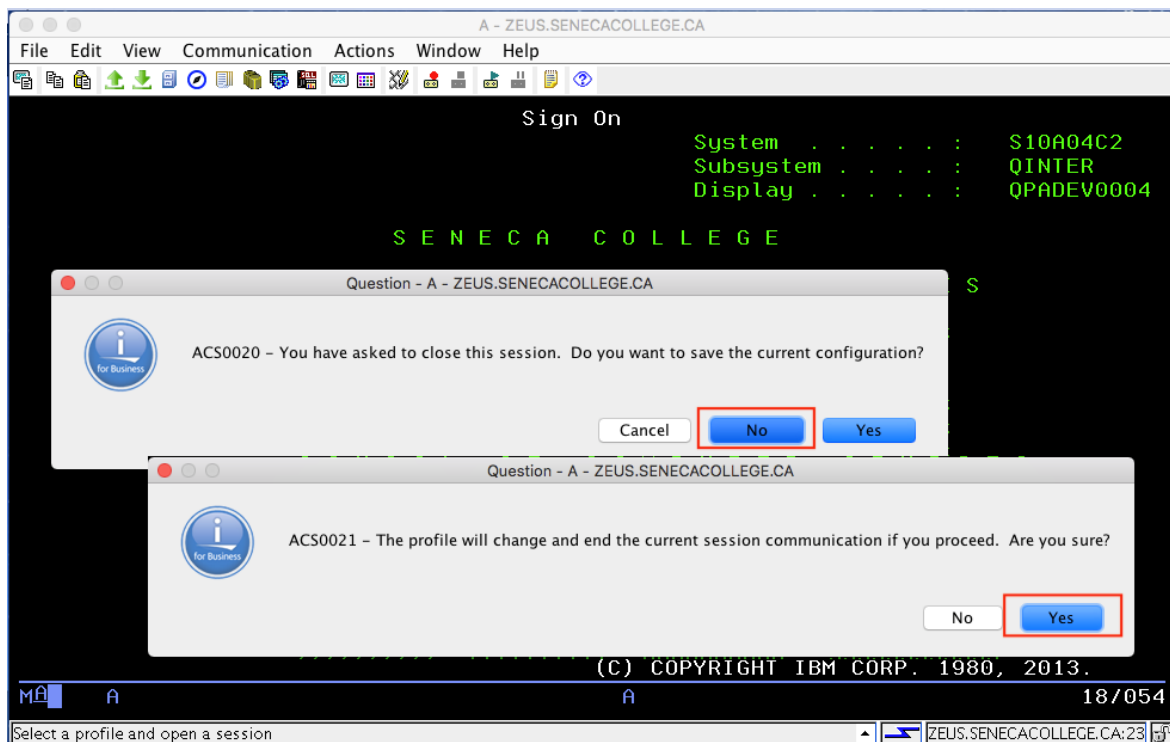 A - ZEUS.SENECACOLLEGE.CA
File Edit View Communication Actions Window Help
Sign On
System . . . . . : S10A04C2
Subsystem . . . . : QINTER
Display . . . . . : QPADEV0004
S E N E C A C O L L E G E
Question - A - ZEUS.SENECACOLLEGE.CA
S
i
for Business
ACS0020 – You have asked to close this session. Do you want to save the current configuration?
Cancel No Yes
Question - A - ZEUS.SENECACOLLEGE.CA
i
for Business
ACS0021 – The profile will change and end the current session communication if you proceed. Are you sure?
No Yes
(C) COPYRIGHT IBM CORP. 1980, 2013.
MA A A 18/054
Select a profile and open a session ZEUS.SENECACOLLEGE.CA:23